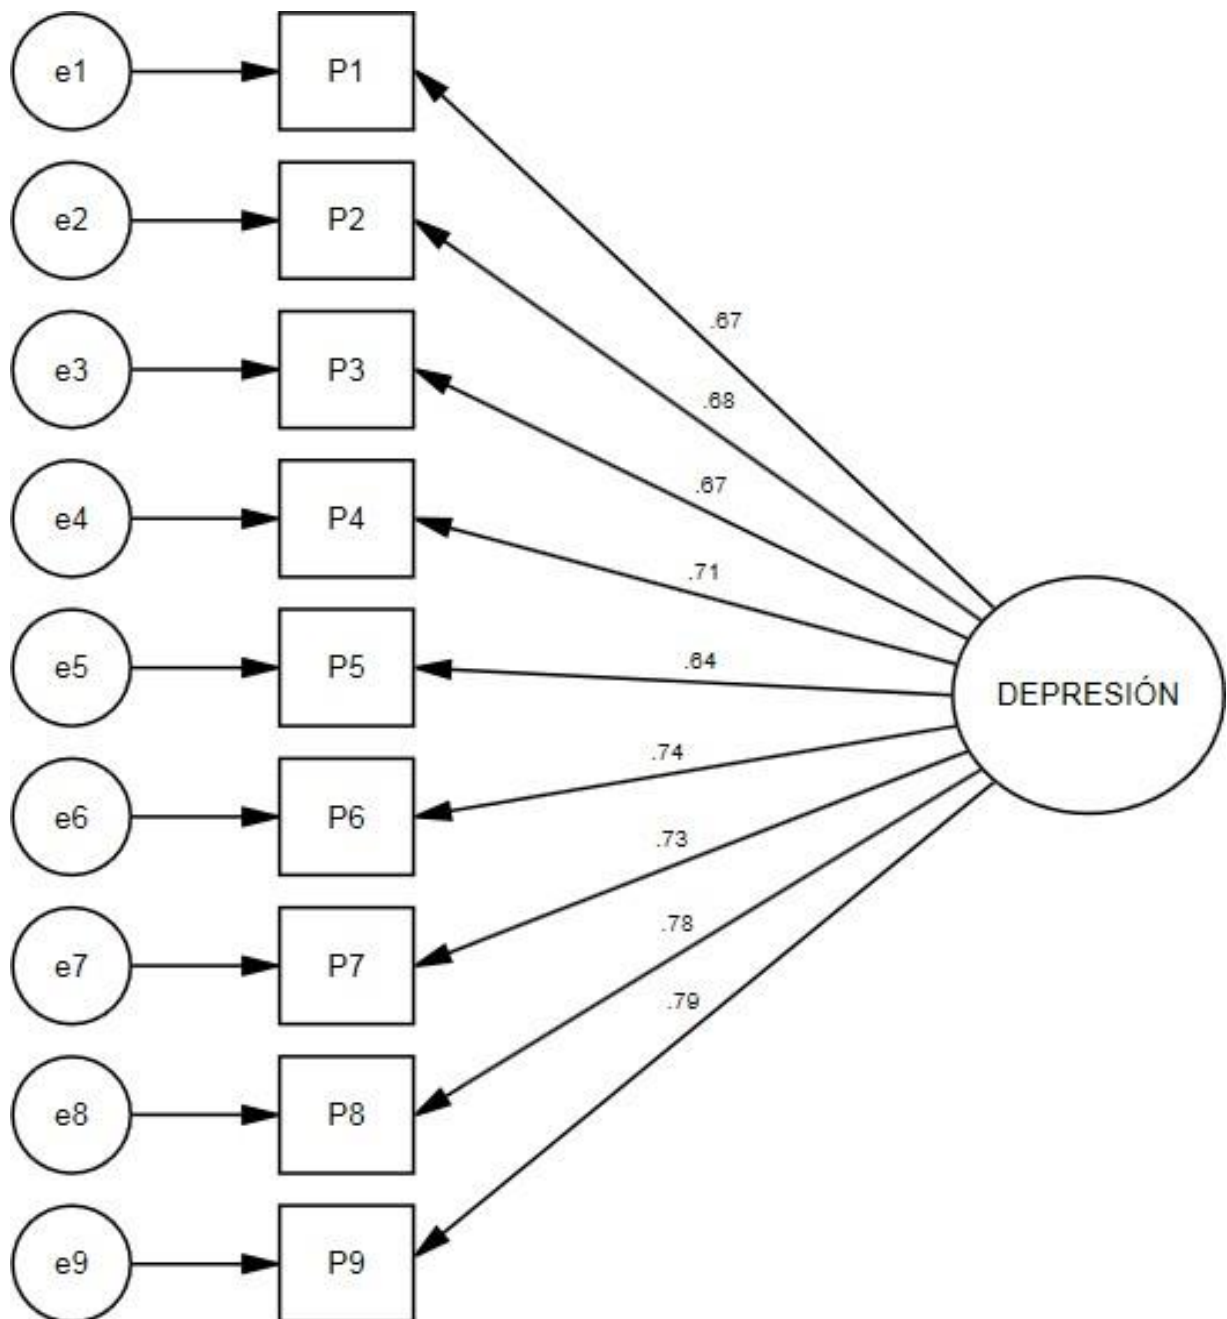 e1 P1
e2 P2
.67
e3 P3
.68
.67
e4 P4
.71
e5 P5
.64
DEPRESIÓN
e6 P6
.74
.73
e7 P7
.78
.79
e8 P8
e9 P9